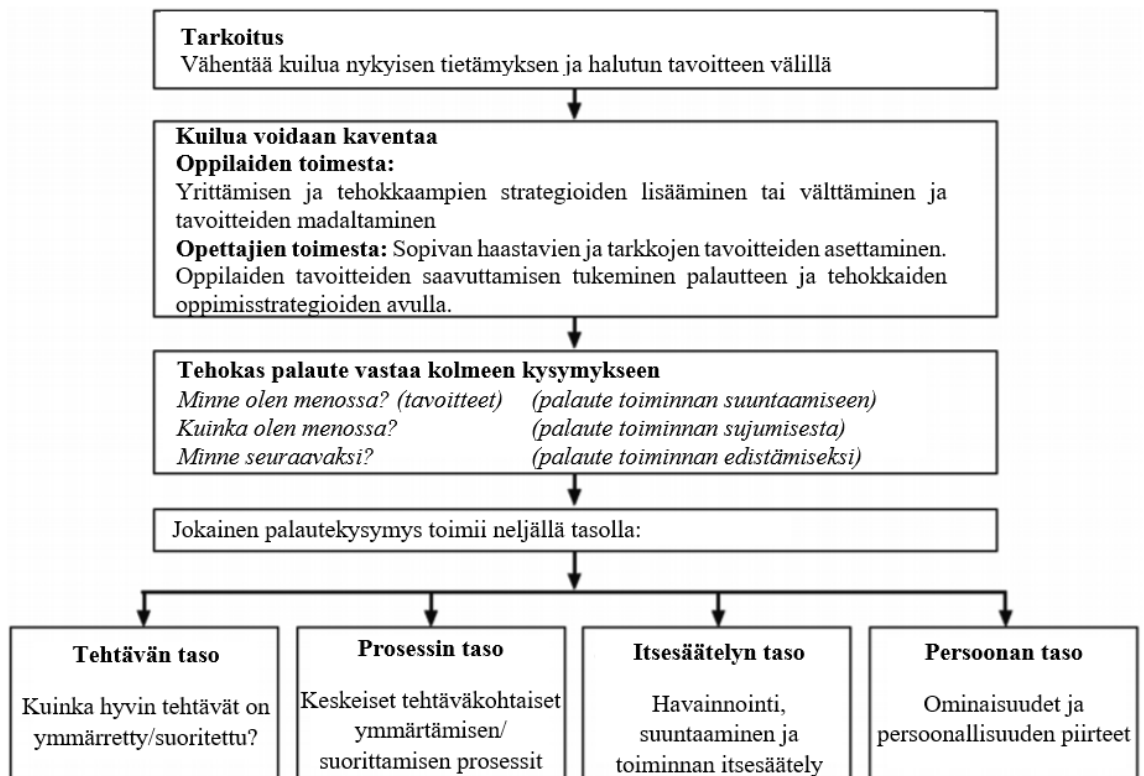 Tarkoitus
Vähentää kuilua nykyisen tietämyksen ja halutun tavoitteen välillä
Kuilua voidaan kaventaa
Oppilaiden toimesta:
Yrittämisen ja tehokkaampien strategioiden lisääminen tai välttäminen ja
tavoitteiden madaltaminen
Opettajien toimesta: Sopivan haastavien ja tarkkojen tavoitteiden asettaminen.
Oppilaiden tavoitteiden saavuttamisen tukeminen palautteen ja tehokkaiden
oppimisstrategioiden avulla.
Tehokas palaute vastaa kolmeen kysymykseen
Minne olen menossa? (tavoitteet) (palaute toiminnan suuntaamiseen)
Kuinka olen menossa? (palaute toiminnan sujumisesta)
Minne seuraavaksi? (palaute toiminnan edistämiseksi)
Jokainen palautekysymys toimii neljällä tasolla:
Tehtävän taso
Kuinka hyvin tehtävät on
ymmärretty/suoritettu?
Prosessin taso
Keskeiset tehtäväkohtaiset
ymmärtämisen/
suorittamisen prosessit
Itsesäätelyn taso
Havainnointi,
suuntaaminen ja
toiminnan itsesäätely
Persoonan taso
Ominaisuudet ja
persoonallisuuden piirteet